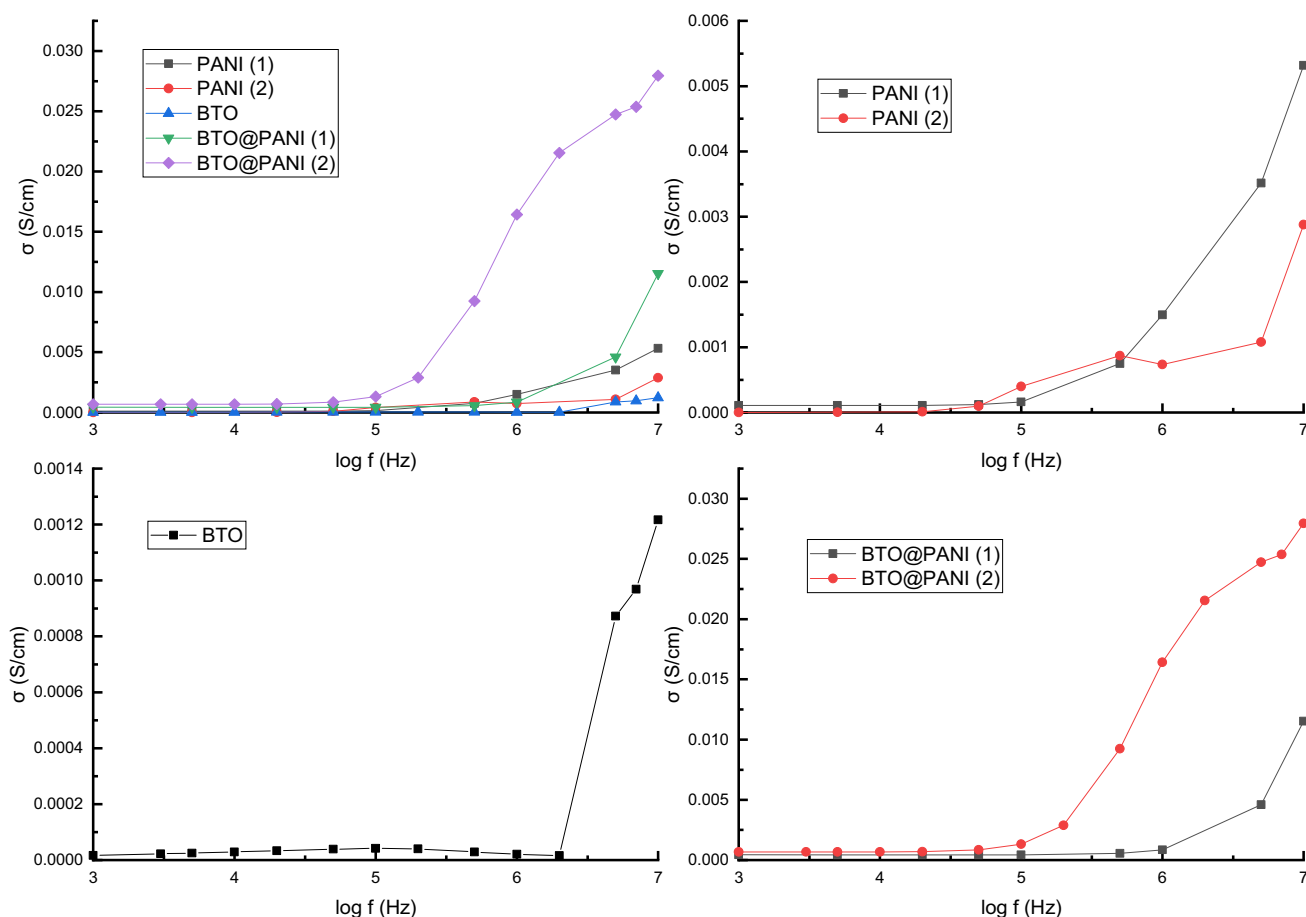 0.030
0.025
0.020
0.015
0.010
0.005
0.000
σ (S/cm)
PANI (1)
PANI (2)
BTO
BTO@PANI (1)
BTO@PANI (2)
3 4 5 6 7
log f (Hz)
0.006
0.005
0.004
0.003
0.002
0.001
0.000
σ (S/cm)
PANI (1)
PANI (2)
3 4 5 6 7
log f (Hz)
0.0014
0.0012
0.0010
0.0008
0.0006
0.0004
0.0002
0.0000
σ (S/cm)
BTO
3 4 5 6 7
log f (Hz)
0.030
0.025
0.020
0.015
0.010
0.005
0.000
σ (S/cm)
BTO@PANI (1)
BTO@PANI (2)
3 4 5 6 7
log f (Hz)